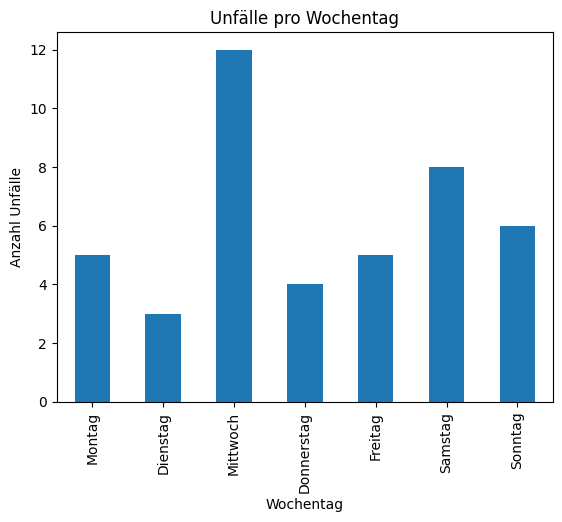 Unfälle pro Wochentag
Anzahl Unfälle
12
10
8
6
4
2
0
Montag
Dienstag
Mittwoch
Donnerstag
Freitag
Samstag
Sonntag
Wochentag